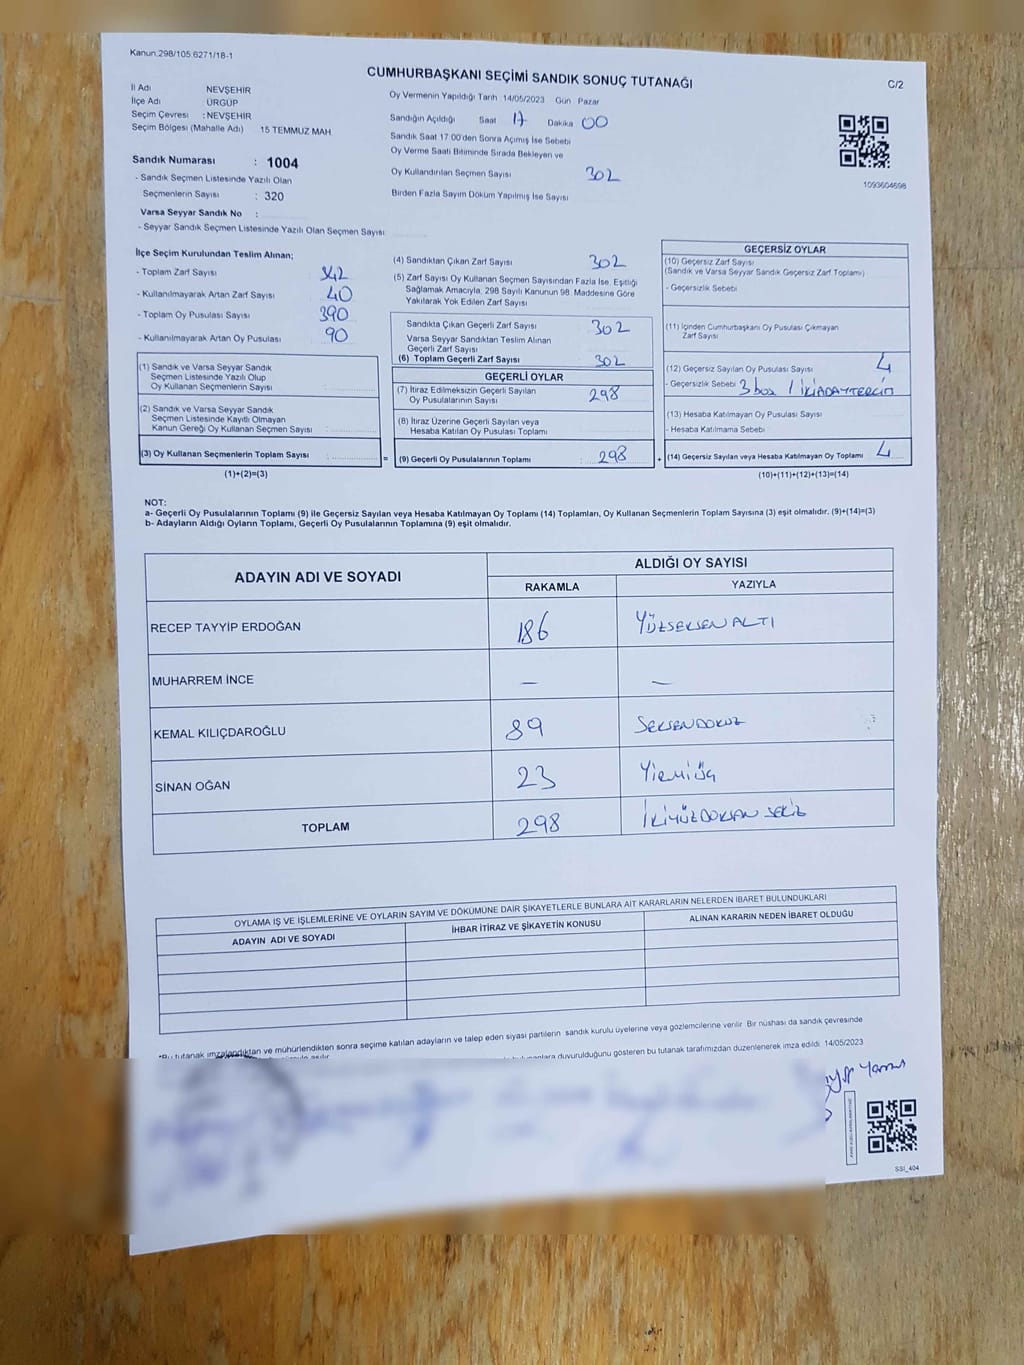 Kanun.298/105.6271/18-1
CUMHURBAŞKANI SEÇİMİ SANDIK SONUÇ TUTANAĞI
C/2
İl Adı NEVŞEHİR
İlçe Adı : ÜRGÜP
Seçim Çevresi : NEVŞEHİR
Seçim Bölgesi (Mahalle Adı) 15 TEMMUZ MAH.
Sandık Numarası : 1004
- Sandık Seçmen Listesinde Yazılı Olan
Seçmenlerin Sayısı : 320
Varsa Seyyar Sandık No :
- Seyyar Sandık Seçmen Listesinde Yazılı Olan Seçmen Sayısı
Oy Vermenin Yapıldığı Tarih 14/05/2023 Gün Pazar
Sandığın Açıldığı Saat 17 Dakika 00
Sandık Saat 17:00'den Sonra Açımış İse Sebebi
Oy Verme Saati Bitiminde Sırada Bekleyen ve
Oy Kullandırılan Seçmen Sayısı 302
Birden Fazla Sayım Döküm Yapılmış İse Sayısı
1093604698
İlçe Seçim Kurulundan Teslim Alınan;
- Toplam Zarf Sayısı 342
- Kullanılmayarak Artan Zarf Sayısı 40
- Toplam Oy Pusulası Sayısı 390
- Kullanılmayarak Artan Oy Pusulası 90
(1) Sandık ve Varsa Seyyar Sandık
Seçmen Listesinde Yazılı Olup
Oy Kullanan Seçmenlerin Sayısı :
(2) Sandık ve Varsa Seyyar Sandık
Seçmen Listesinde Kayıtlı Olmayan
Kanun Gereği Oy Kullanan Seçmen Sayısı :
(3) Oy Kullanan Seçmenlerin Toplam Sayısı : =
(1)+(2)=(3)
(4) Sandıktan Çıkan Zarf Sayısı 302
(5) Zarf Sayısı Oy Kullanan Seçmen Sayısından Fazla İse, Eşitliği
Sağlamak Amacıyla, 298 Sayılı Kanunun 98. Maddesine Göre
Yakılarak Yok Edilen Zarf Sayısı
Sandıkta Çıkan Geçerli Zarf Sayısı 302
Varsa Seyyar Sandıktan Teslim Alınan
Geçerli Zarf Sayısı
(6) Toplam Geçerli Zarf Sayısı 302
GEÇERLİ OYLAR
(7) İtiraz Edilmeksizin Geçerli Sayılan
Oy Pusulalarının Sayısı 298
(8) İtiraz Üzerine Geçerli Sayılan veya
Hesaba Katılan Oy Pusulası Toplamı
(9) Geçerli Oy Pusulalarının Toplamı 298 +
GEÇERSİZ OYLAR
(10) Geçersiz Zarf Sayısı
(Sandık ve Varsa Seyyar Sandık Geçersiz Zarf Toplamı)
- Geçersizlik Sebebi
(11) İçinden Cumhurbaşkanı Oy Pusulası Çıkmayan
Zarf Sayısı
(12) Geçersiz Sayılan Oy Pusulası Sayısı 4
- Geçersizlik Sebebi 3 boş 1 İKİ ADAY TERCİH
(13) Hesaba Katılmayan Oy Pusulası Sayısı
- Hesaba Katılmama Sebebi
(14) Geçersiz Sayılan veya Hesaba Katılmayan Oy Toplamı 4
(10)+(11)+(12)+(13)=(14)
NOT:
a- Geçerli Oy Pusulalarının Toplamı (9) ile Geçersiz Sayılan veya Hesaba Katılmayan Oy Toplamı (14) Toplamları, Oy Kullanan Seçmenlerin Toplam Sayısına (3) eşit olmalıdır. (9)+(14)=(3)
b- Adayların Aldığı Oyların Toplamı, Geçerli Oy Pusulalarının Toplamına (9) eşit olmalıdır.
ADAYIN ADI VE SOYADI ALDIĞI OY SAYISI
RAKAMLA YAZIYLA
RECEP TAYYİP ERDOĞAN 186 YÜZSEKSENALTI
MUHARREM İNCE — —
KEMAL KILIÇDAROĞLU 89 SEKSENDOKUZ
SİNAN OĞAN 23 YİRMİÜÇ
TOPLAM 298 İKİYÜZDOKSAN SEKİZ
OYLAMA İŞ VE İŞLEMLERİNE VE OYLARIN SAYIM VE DÖKÜMÜNE DAİR ŞİKAYETLERLE BUNLARA AİT KARARLARIN NELERDEN İBARET BULUNDUKLARI
ADAYIN ADI VE SOYADI İHBAR İTİRAZ VE ŞİKAYETİN KONUSU ALINAN KARARIN NEDEN İBARET OLDUĞU
*Bu tutanak imzalandıktan ve mühürlendikten sonra seçime katılan adayların ve talep eden siyasi partilerin sandık kurulu üyelerine veya gözlemcilerine verilir. Bir nüshası da sandık çevresinde
duyurulduğunu gösteren bu tutanak tarafımızdan düzenlenerek imza edildi. 14/05/2023
SSI_404